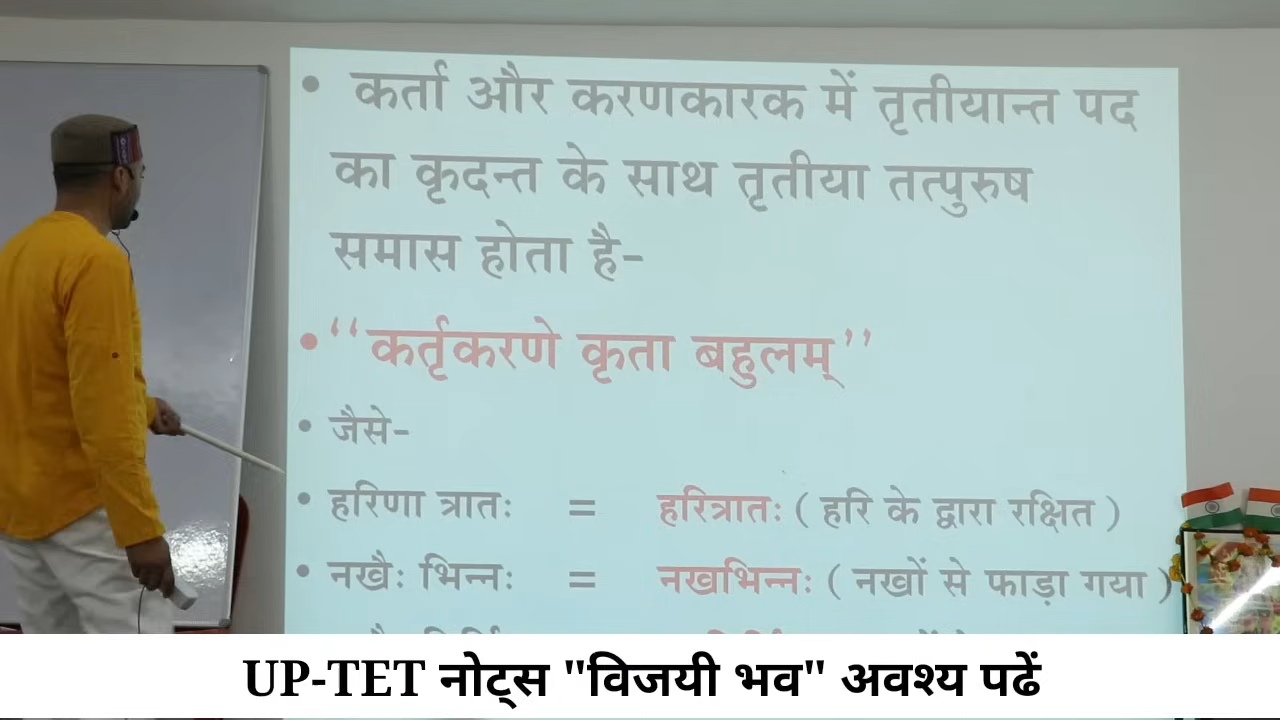 • कर्ता और करणकारक में तृतीयान्त पद
का कृदन्त के साथ तृतीया तत्पुरुष
समास होता है-
• ‘‘कर्तृकरणे कृता बहुलम्’’
• जैसे-
• हरिणा त्रातः = हरित्रातः ( हरि के द्वारा रक्षित )
• नखैः भिन्नः = नखभिन्नः ( नखों से फाड़ा गया )
UP-TET नोट्स "विजयी भव" अवश्य पढें